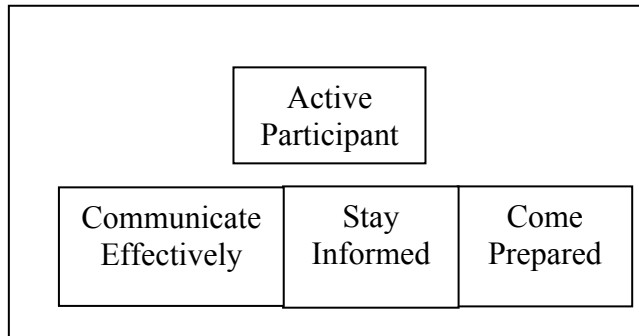 Active
Participant
Communicate
Effectively
Stay
Informed
Come
Prepared